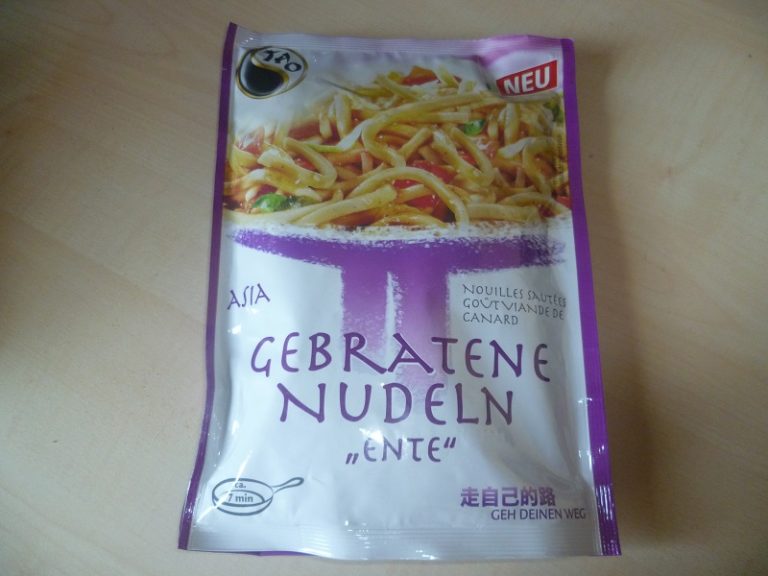 TAO
NEU
ASIA
NOUILLES SAUTÉES
GOÛT VIANDE DE
CANARD
GEBRATENE
NUDELN
„ENTE“
ca.
7 min
走自己的路
GEH DEINEN WEG